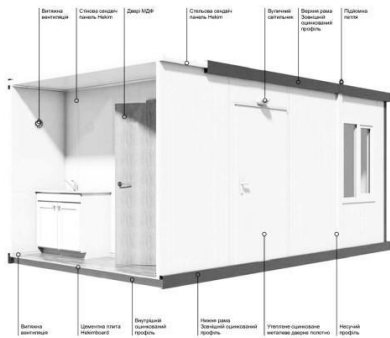 Витяжна
вентиляція
Стінова сендвіч
панель Hekim
Двері МДФ
Стельова сендвіч
панель Hekim
Вуличний
світильник
Верхня рама
Зовнішній
оцинкований
профіль
Підйомна
петля
Витяжна
вентиляція
Цементна плита
Hekimboard
Внутрішній
оцинкований
профіль
Нижня рама
Зовнішній оцинкований
профіль
Утеплене оцинковане
металеве дверне полотно
Несучий
профіль